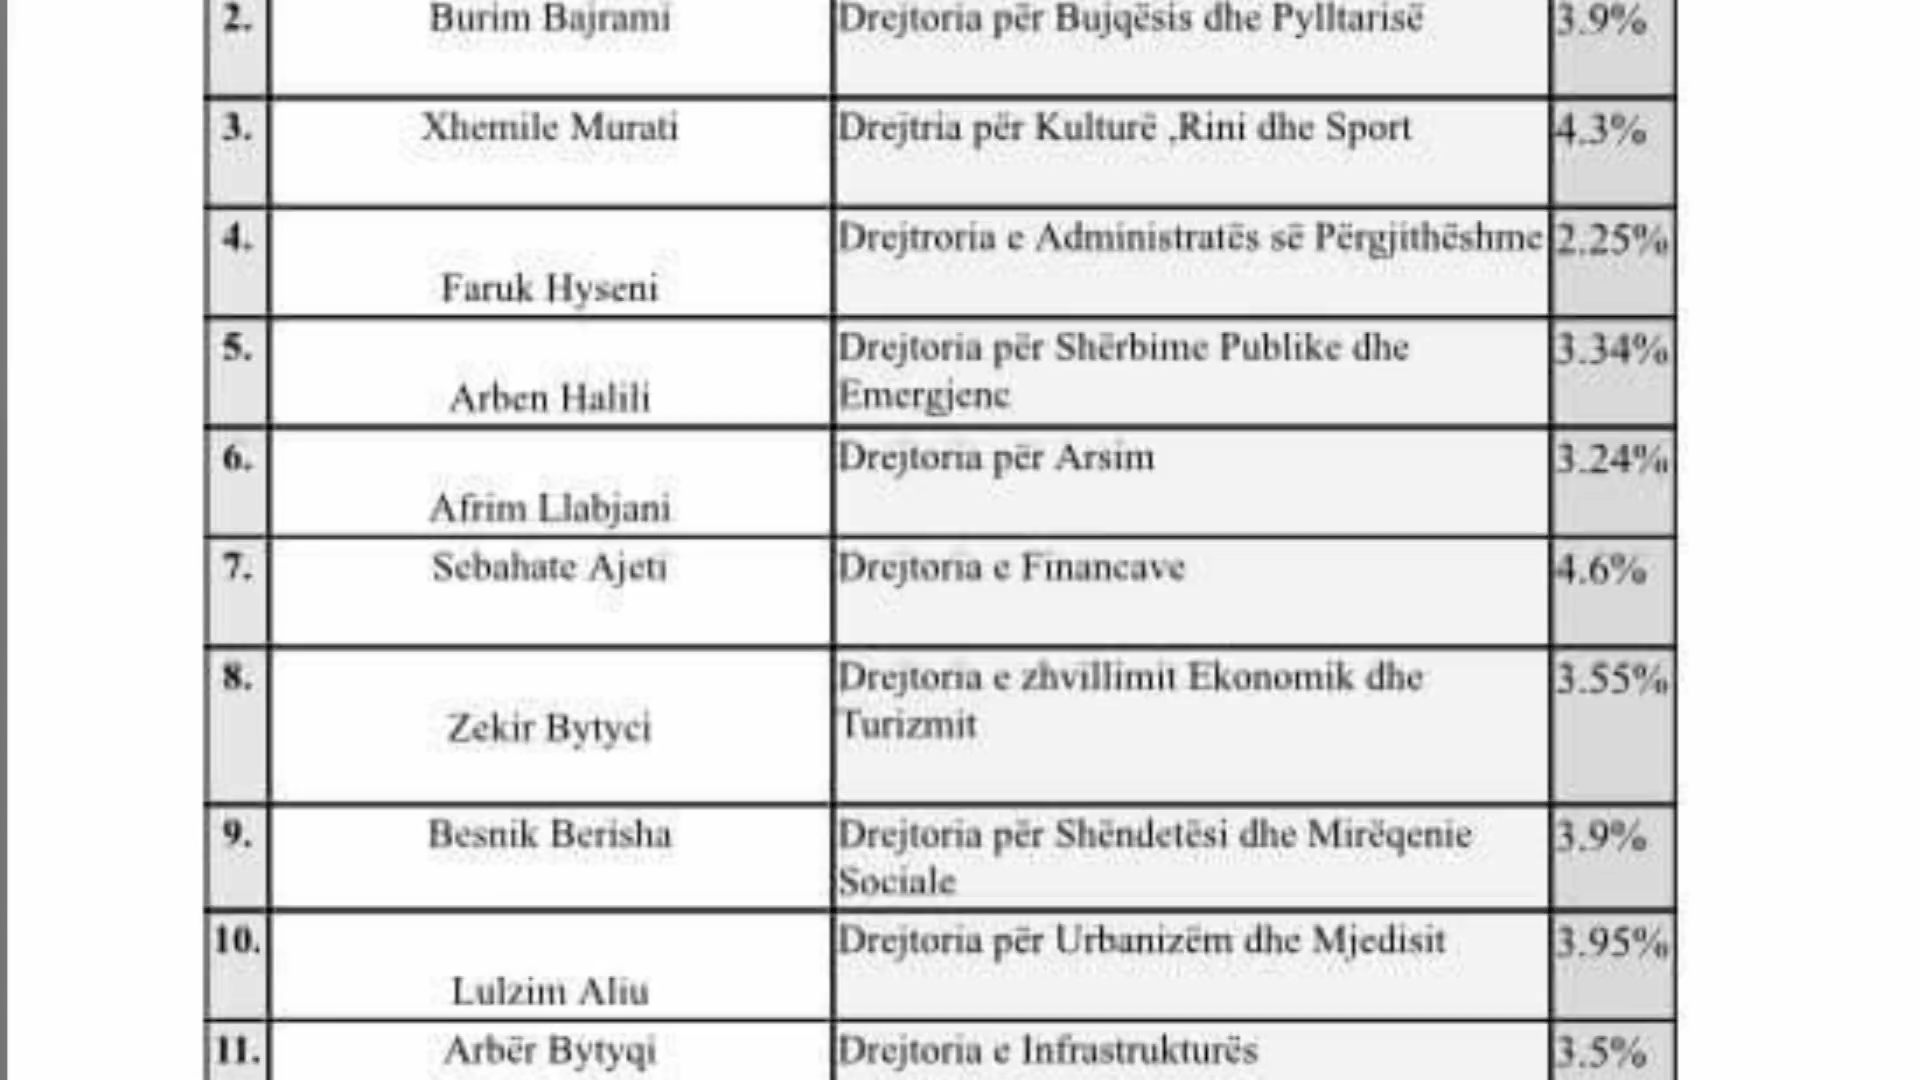 2. Burim Bajrami Drejtoria për Bujqësis dhe Pylltarisë 3.9%
3. Xhemile Murati Drejtria për Kulturë ,Rini dhe Sport 4.3%
4. Faruk Hyseni Drejtroria e Administratës së Përgjithëshme 2.25%
5. Arben Halili Drejtoria për Shërbime Publike dhe
Emergjenc 3.34%
6. Afrim Llabjani Drejtoria për Arsim 3.24%
7. Sebahate Ajeti Drejtoria e Financave 4.6%
8. Zekir Bytyci Drejtoria e zhvillimit Ekonomik dhe
Turizmit 3.55%
9. Besnik Berisha Drejtoria për Shëndetësi dhe Mirëqenie
Sociale 3.9%
10. Lulzim Aliu Drejtoria për Urbanizëm dhe Mjedisit 3.95%
11. Arbër Bytyqi Drejtoria e Infrastrukturës 3.5%